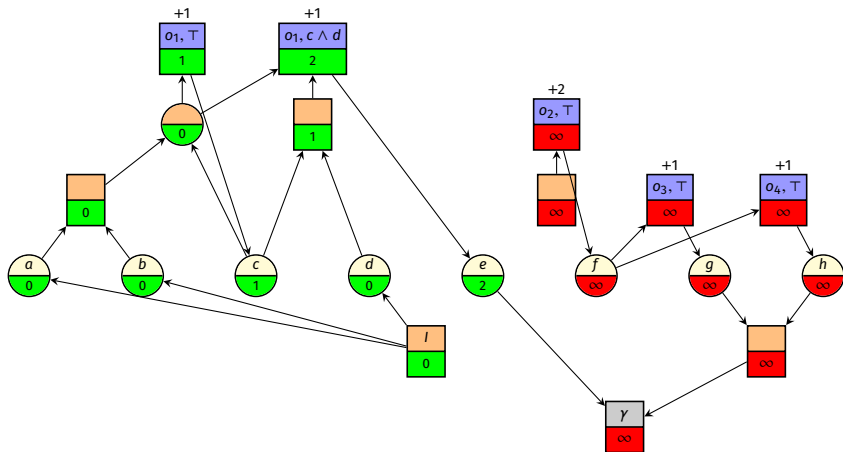 +1 +1
o₁, ⊤ o₁, c ∧ d
1 2
+2
o₂, ⊤
∞
0
1
+1 +1
o₃, ⊤ o₄, ⊤
0 ∞ ∞ ∞
a b c d e f g h
0 0 1 0 2 ∞ ∞ ∞
I
0 ∞
γ
∞